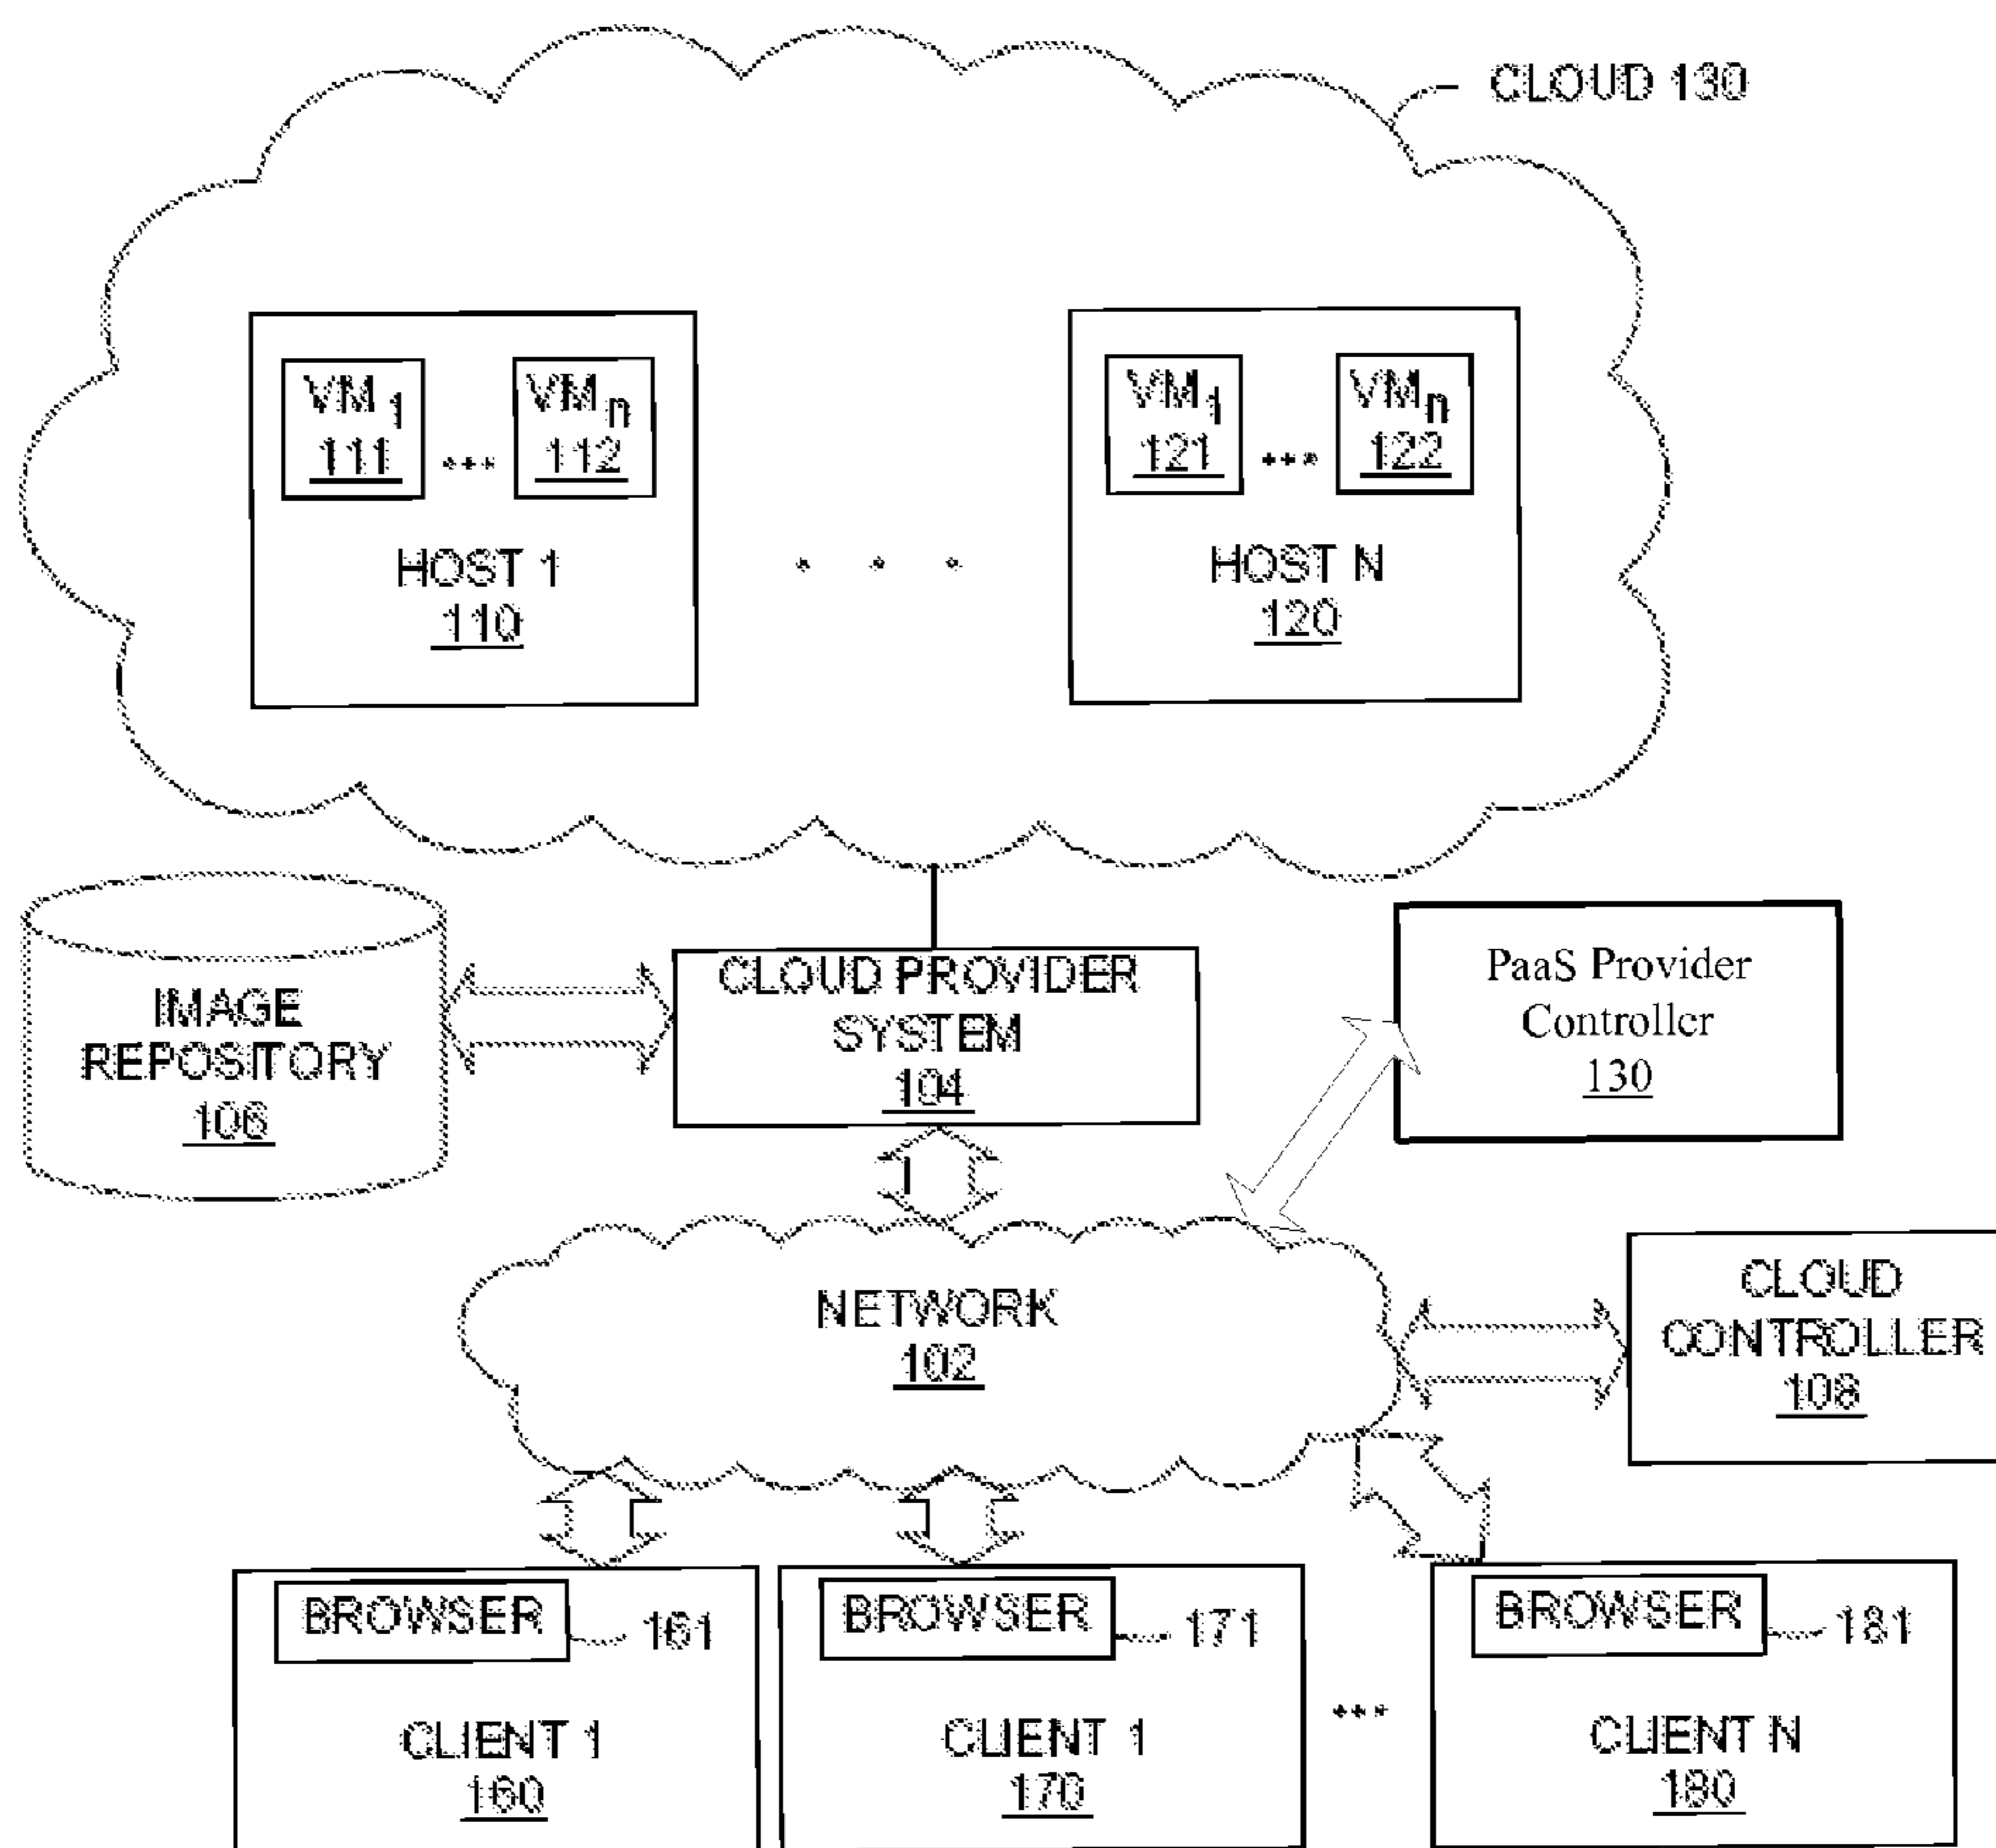 CLOUD 130
VM1
111
...
VMn
112
HOST 1
110
. . .
VM1
121
...
VMn
122
HOST N
120
IMAGE
REPOSITORY
106
CLOUD PROVIDER
SYSTEM
104
PaaS Provider
Controller
130
NETWORK
102
CLOUD
CONTROLLER
108
BROWSER
161
CLIENT 1
160
BROWSER
171
CLIENT 1
170
...
BROWSER
181
CLIENT N
180